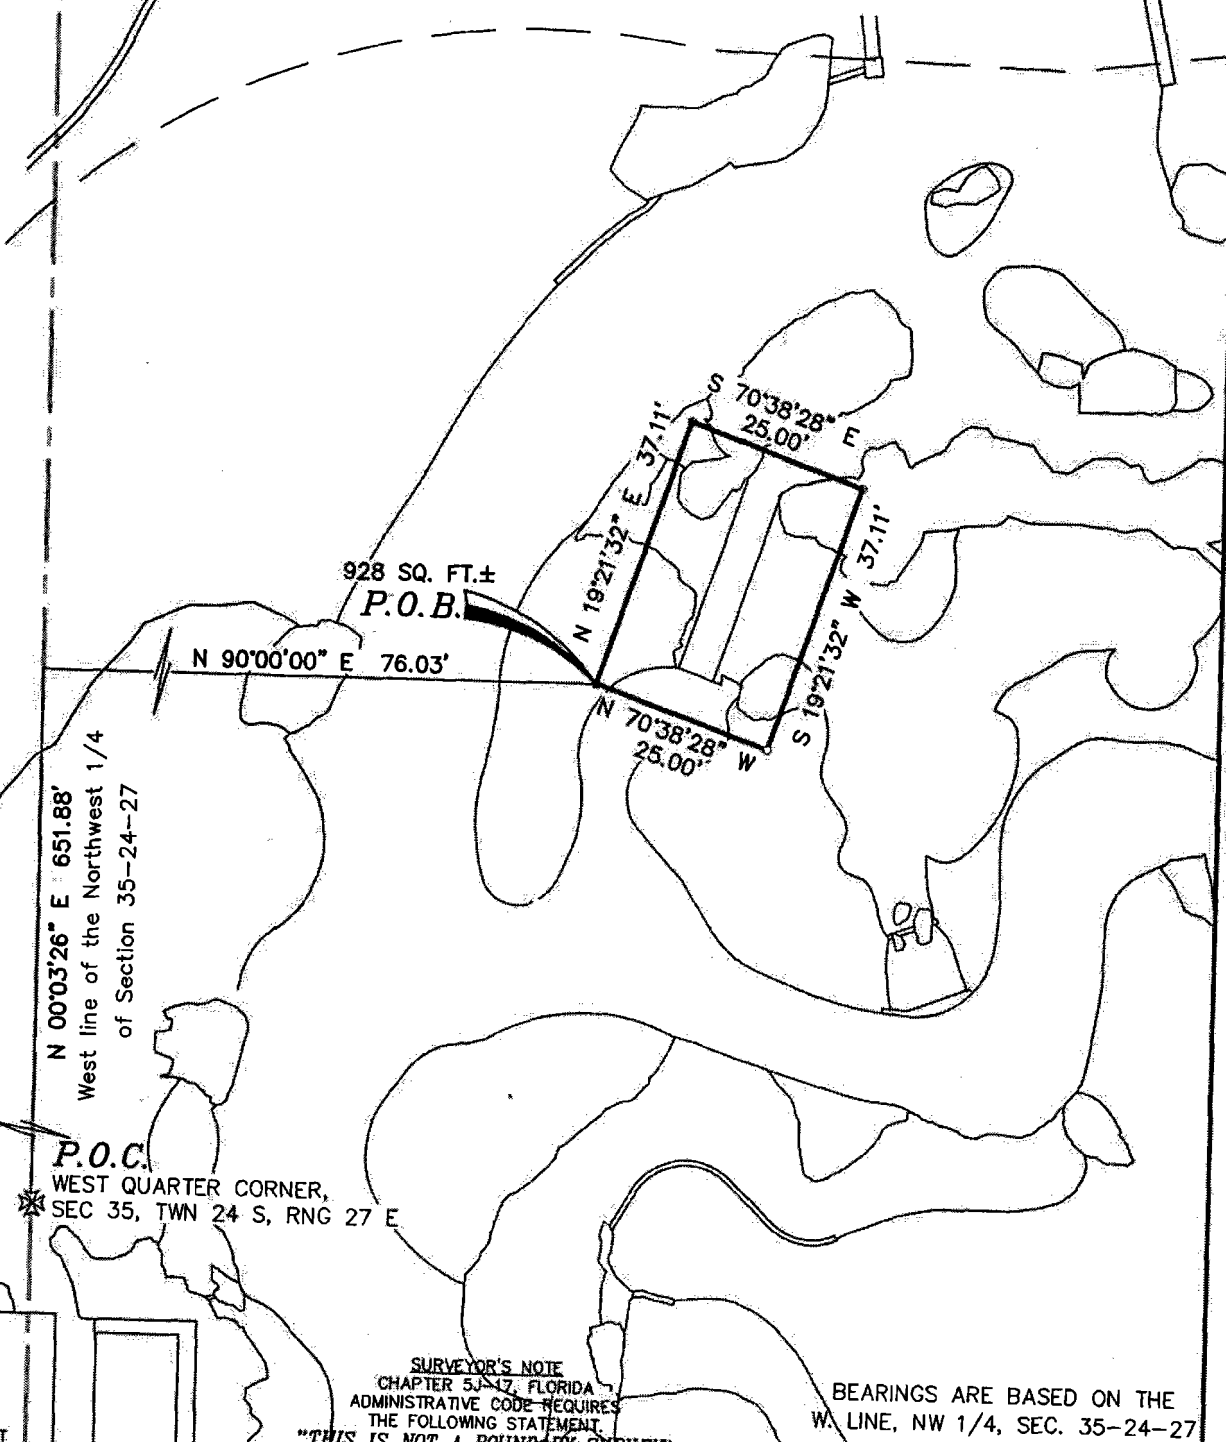 S 70°38'28" E
25.00'
N 19°21'32" E 37.11'
S 19°21'32" W 37.11'
928 SQ. FT.±
P.O.B.
N 90°00'00" E 76.03'
N 70°38'28" W
25.00'
N 00°03'26" E 651.88'
West line of the Northwest 1/4
of Section 35-24-27
P.O.C.
WEST QUARTER CORNER,
SEC 35, TWN 24 S, RNG 27 E
SURVEYOR'S NOTE
CHAPTER 5J-17, FLORIDA
ADMINISTRATIVE CODE REQUIRES
THE FOLLOWING STATEMENT.
"THIS IS NOT A
BEARINGS ARE BASED ON THE
W. LINE, NW 1/4, SEC. 35-24-27